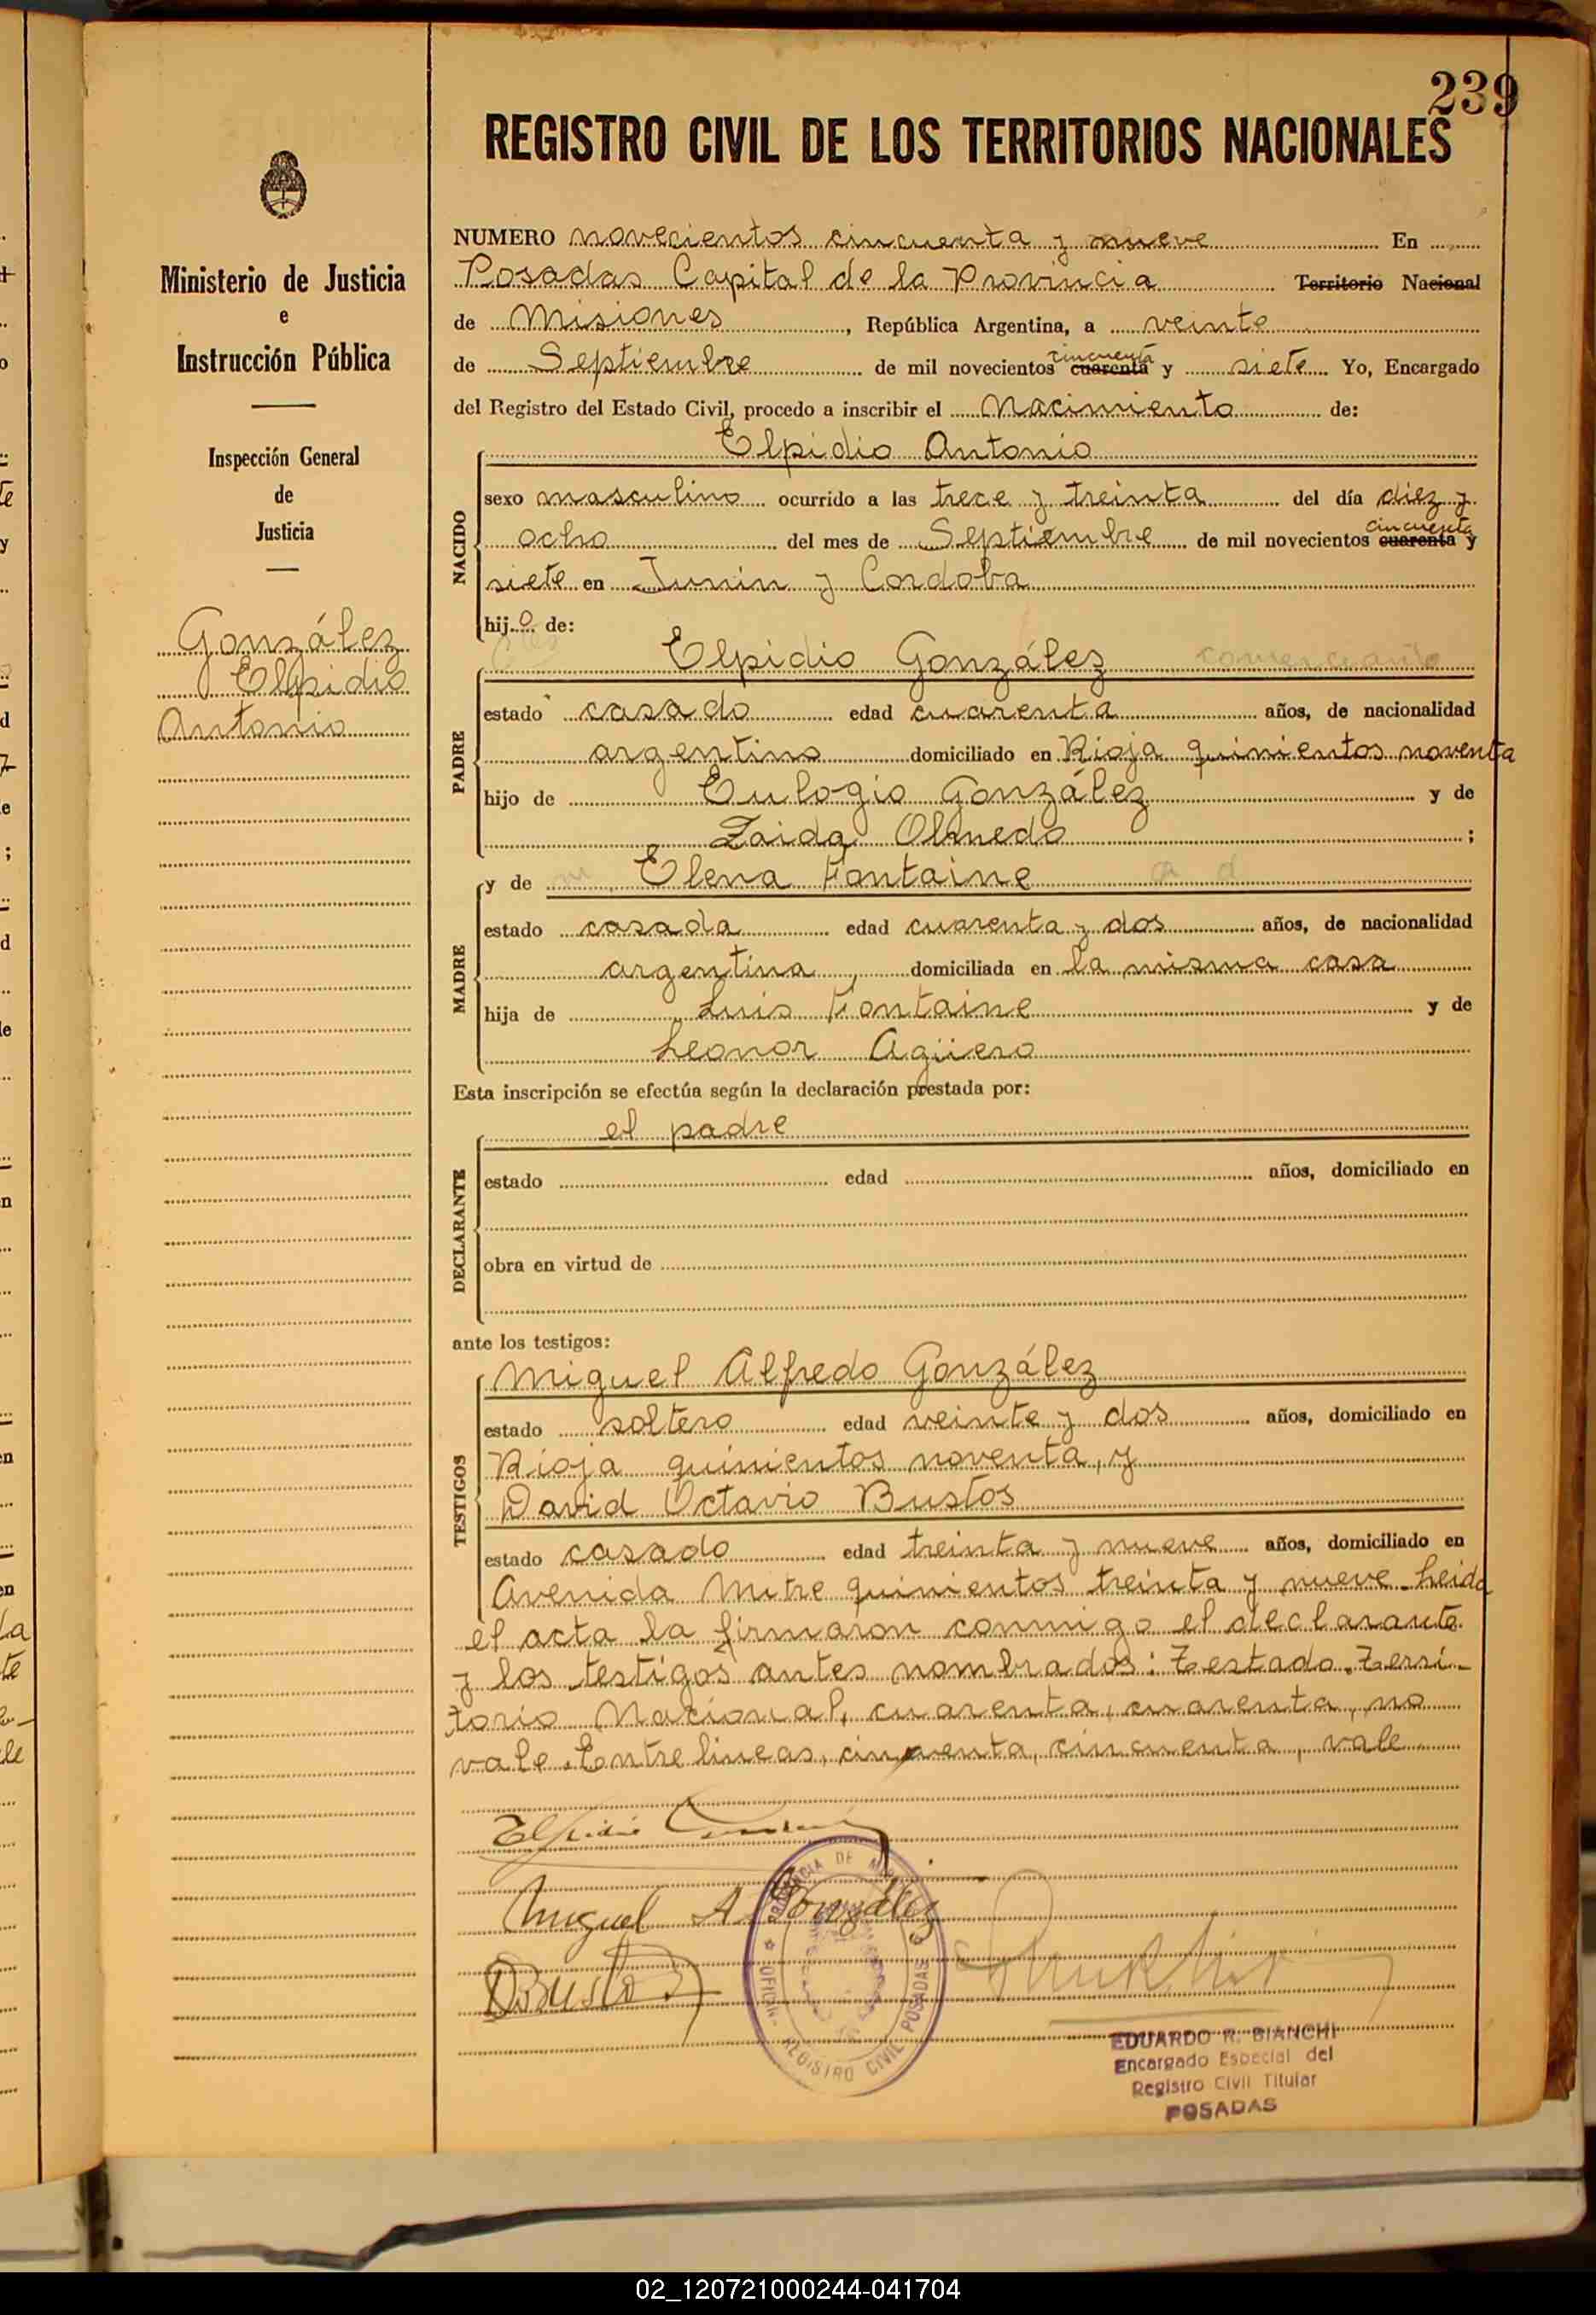 239
REGISTRO CIVIL DE LOS TERRITORIOS NACIONALES
Ministerio de Justicia
e
Instrucción Pública
Inspección General
de
Justicia
González
Elpidio
Antonio
NUMERO novecientos cincuenta y nueve En
Posadas Capital de la Provincia Territorio Nacional
de Misiones, República Argentina, a veinte
de Septiembre de mil novecientos cuarenta cincuenta y siete Yo, Encargado
del Registro del Estado Civil, procedo a inscribir el Nacimiento de:
NACIDO
Elpidio Antonio
sexo masculino ocurrido a las trece y treinta del día diez y
ocho del mes de Septiembre de mil novecientos cuarenta cincuenta y
siete en Junin y Cordoba
hijo de:
PADRE
Elpidio González comerciante
estado casado edad cuarenta años, de nacionalidad
argentino domiciliado en Rioja quinientos noventa
hijo de Eulogio González y de
Zaida Olmedo ;
MADRE
y de Elena Fontaine
estado casada edad cuarenta y dos años, de nacionalidad
argentina, domiciliada en la misma casa
hija de Luis Fontaine y de
Leonor Agüero
Esta inscripción se efectúa según la declaración prestada por:
DECLARANTE
el padre
estado edad años, domiciliado en
obra en virtud de
ante los testigos:
TESTIGOS
Miguel Alfredo González
estado soltero edad veinte y dos años, domiciliado en
Rioja quinientos noventa, y
David Octavio Bustos
estado casado edad treinta y nueve años, domiciliado en
Avenida Mitre quinientos treinta y nueve. Leida
el acta la firmaron conmigo el declarante
y los testigos antes nombrados: Testado. Terri-
torio Nacional, cuarenta, cuarenta, no
vale. Entre lineas, cincuenta, cincuenta, vale
Elpidio
Miguel A. González
DBustos
PROVINCIA DE
REGISTRO CIVIL POSADAS
EDUARDO R. BIANCHI
Encargado Especial del
Registro Civil Titular
POSADAS
02_120721000244-041704